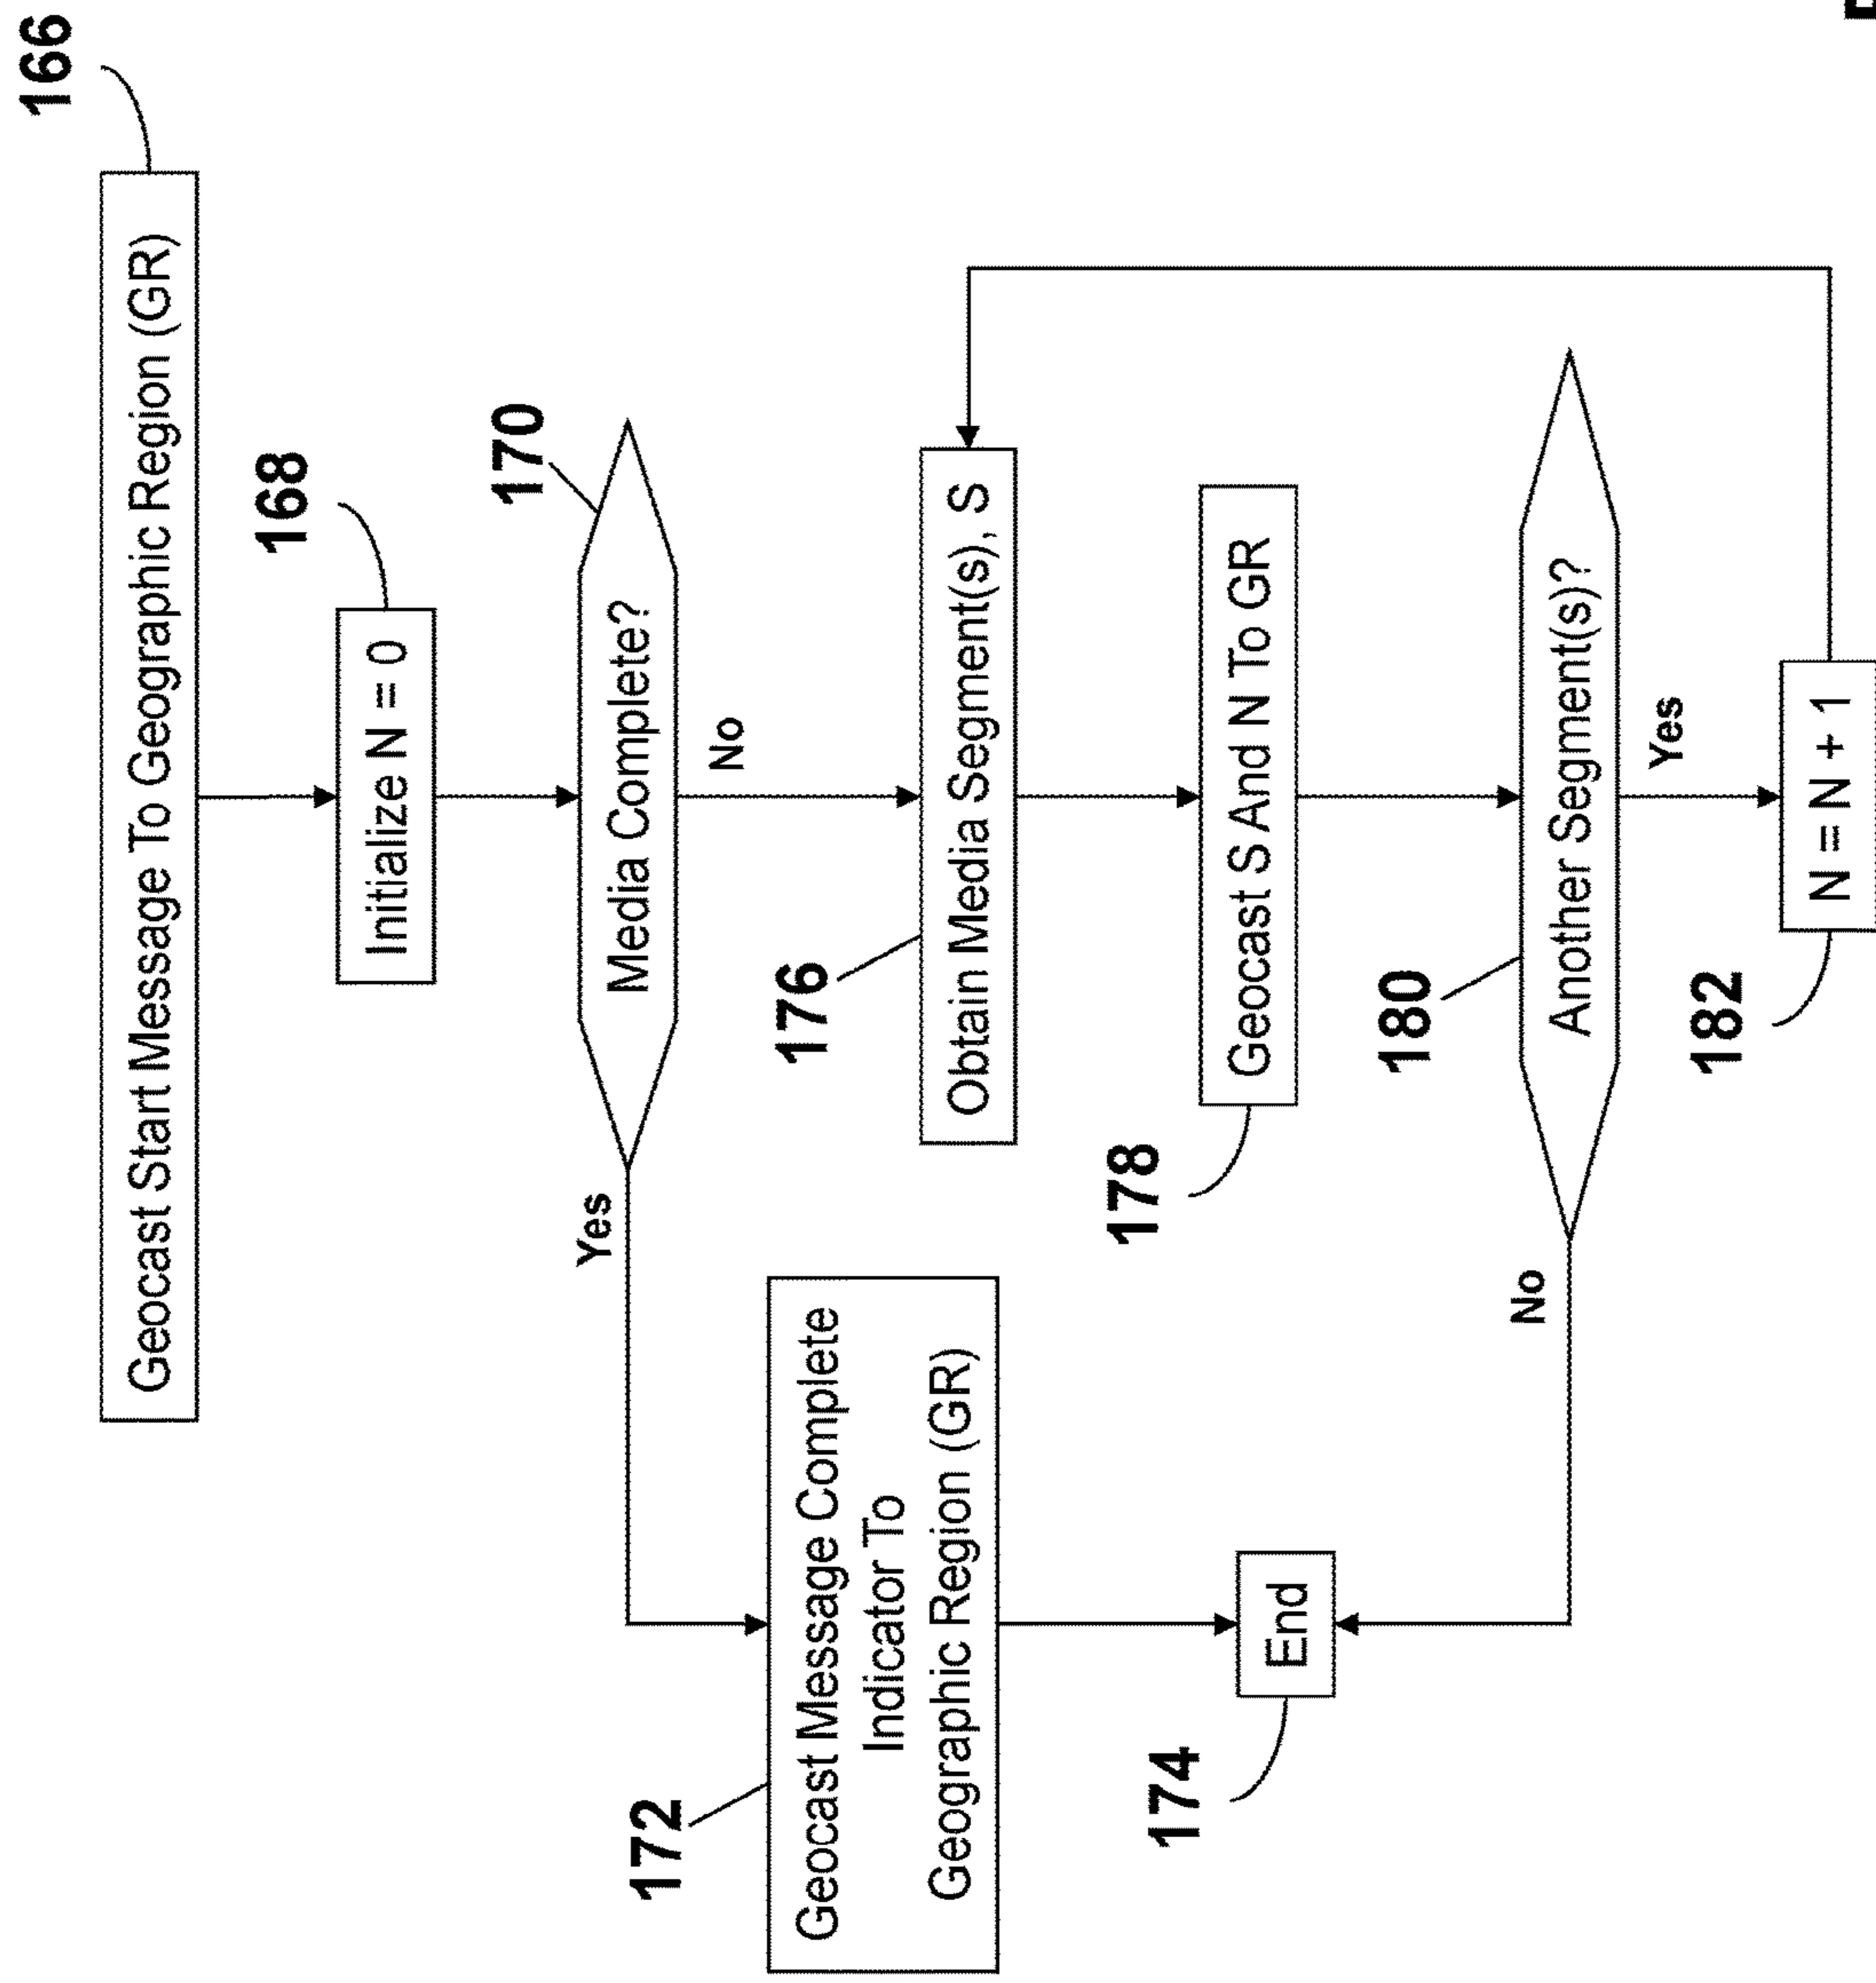 166
Geocast Start Message To Geographic Region (GR)
168
Initialize N = 0
170
Media Complete?
Yes
No
172
Geocast Message Complete
Indicator To
Geographic Region (GR)
176
Obtain Media Segment(s), S
178
Geocast S And N To GR
174
End
180
Another Segment(s)?
No
Yes
182
N = N + 1